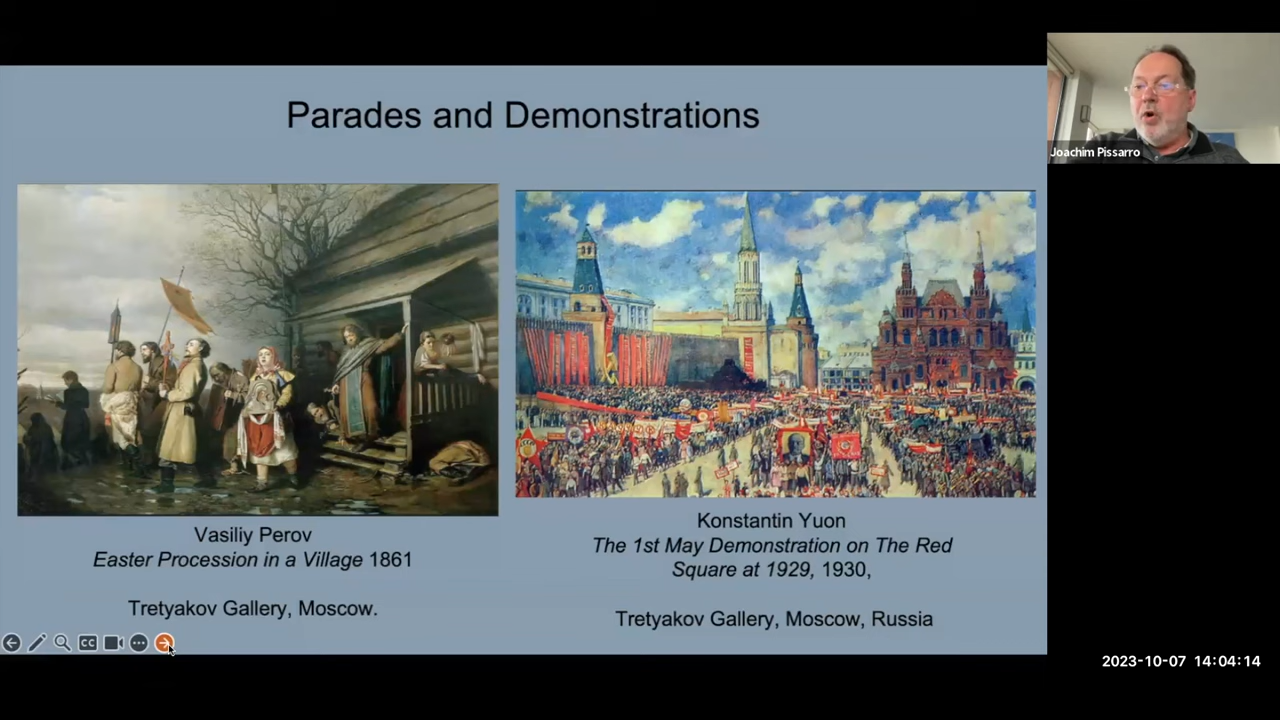 Parades and Demonstrations
Vasiliy Perov
Easter Procession in a Village 1861
Tretyakov Gallery, Moscow.
Konstantin Yuon
The 1st May Demonstration on The Red
Square at 1929, 1930,
Tretyakov Gallery, Moscow, Russia
CC
Joachim Pissarro
2023-10-07 14:04:14